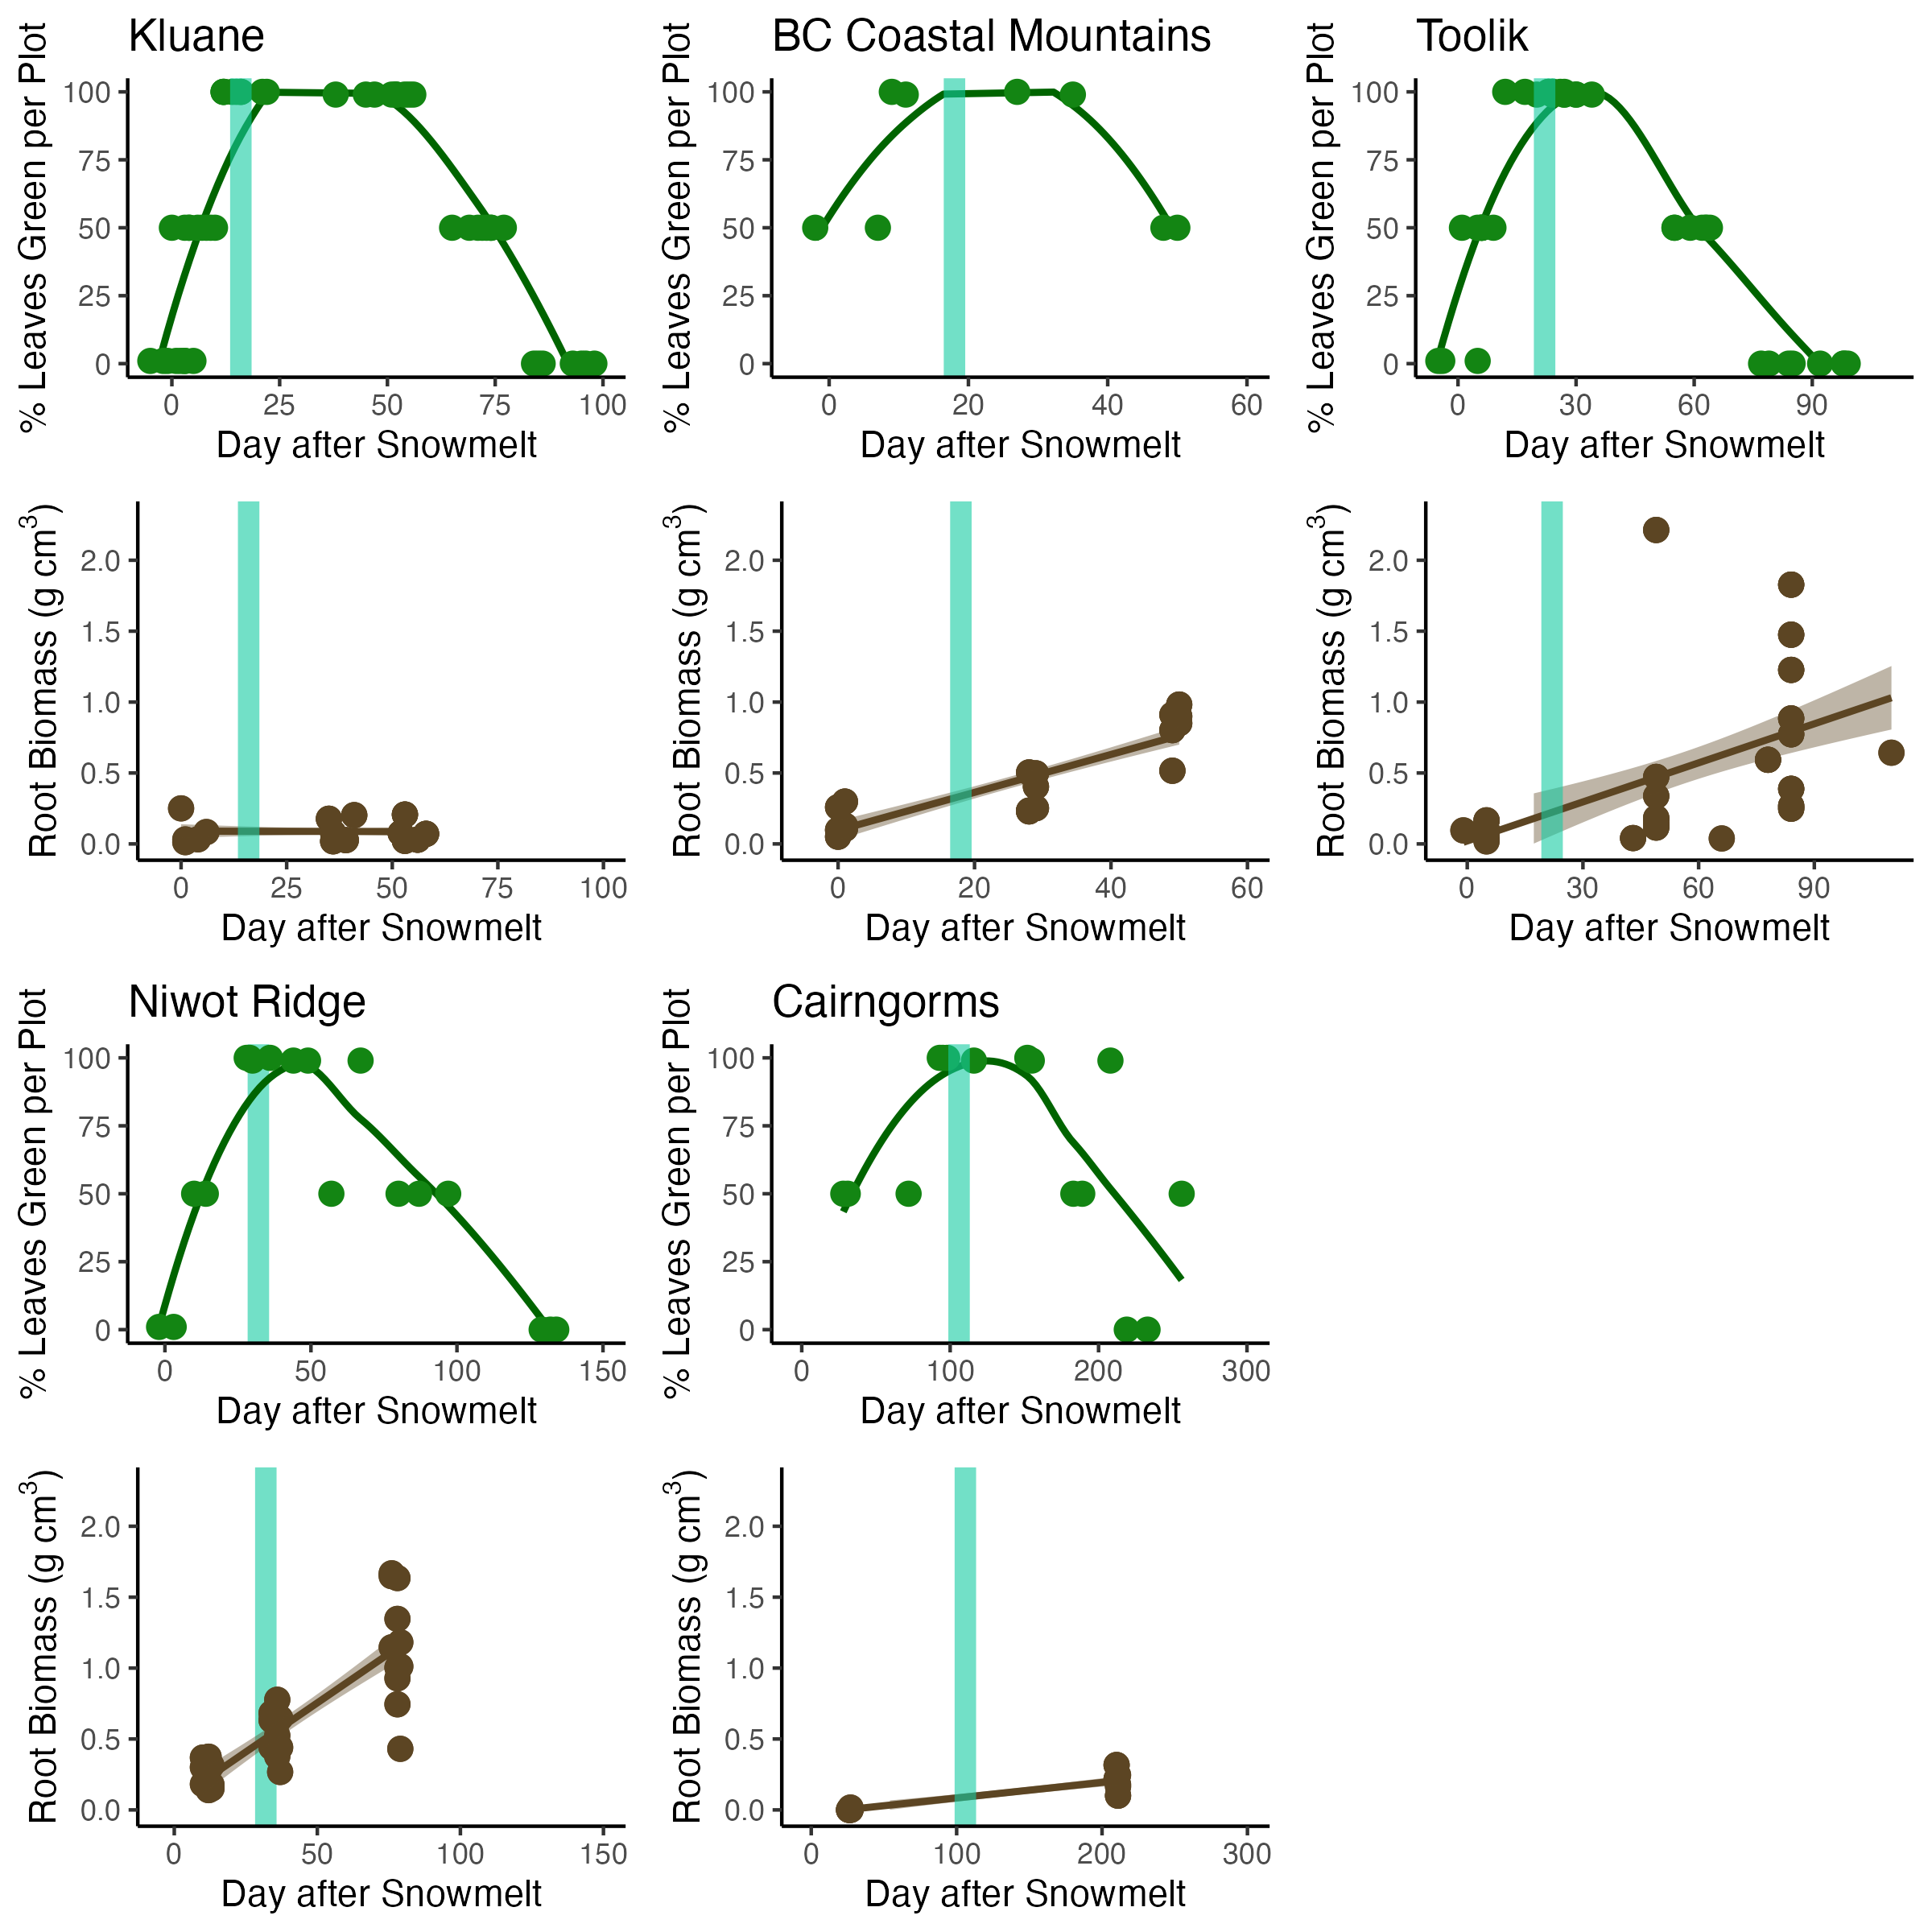 Kluane
% Leaves Green per Plot
100
75
50
25
0
0 25 50 75 100
Day after Snowmelt
BC Coastal Mountains
% Leaves Green per Plot
100
75
50
25
0
0 20 40 60
Day after Snowmelt
Toolik
% Leaves Green per Plot
100
75
50
25
0
0 30 60 90
Day after Snowmelt
Root Biomass (g cm³)
2.0
1.5
1.0
0.5
0.0
0 25 50 75 100
Day after Snowmelt
Root Biomass (g cm³)
2.0
1.5
1.0
0.5
0.0
0 20 40 60
Day after Snowmelt
Root Biomass (g cm³)
2.0
1.5
1.0
0.5
0.0
0 30 60 90
Day after Snowmelt
Niwot Ridge
% Leaves Green per Plot
100
75
50
25
0
0 50 100 150
Day after Snowmelt
Cairngorms
% Leaves Green per Plot
100
75
50
25
0
0 100 200 300
Day after Snowmelt
Root Biomass (g cm³)
2.0
1.5
1.0
0.5
0.0
0 50 100 150
Day after Snowmelt
Root Biomass (g cm³)
2.0
1.5
1.0
0.5
0.0
0 100 200 300
Day after Snowmelt